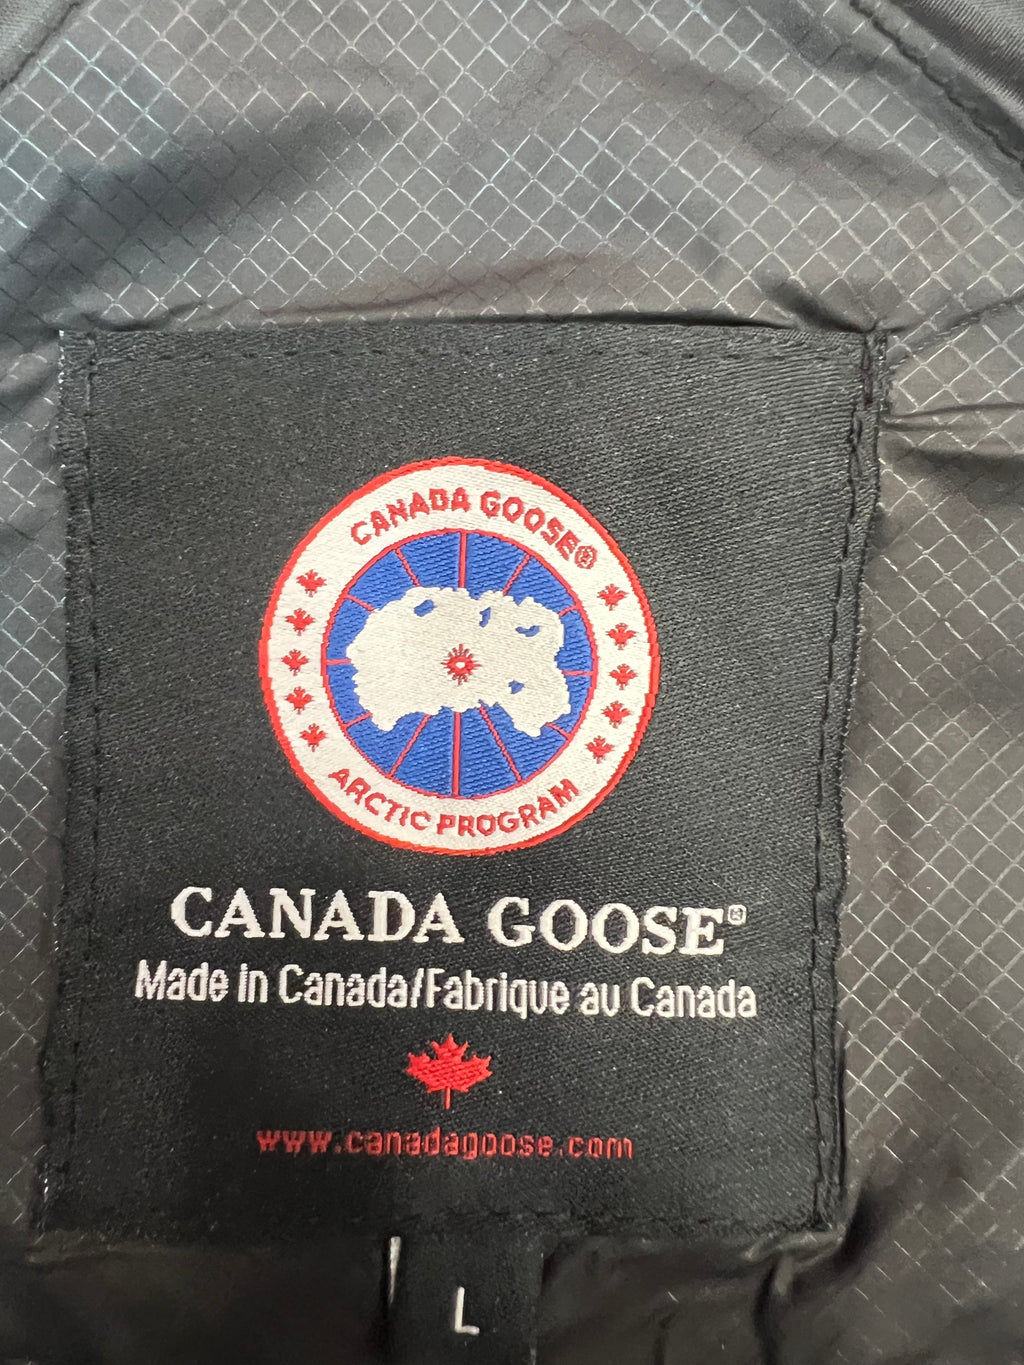 CANADA GOOSE®
ARCTIC PROGRAM
CANADA GOOSE®
Made in Canada/Fabrique au Canada
www.canadagoose.com
L